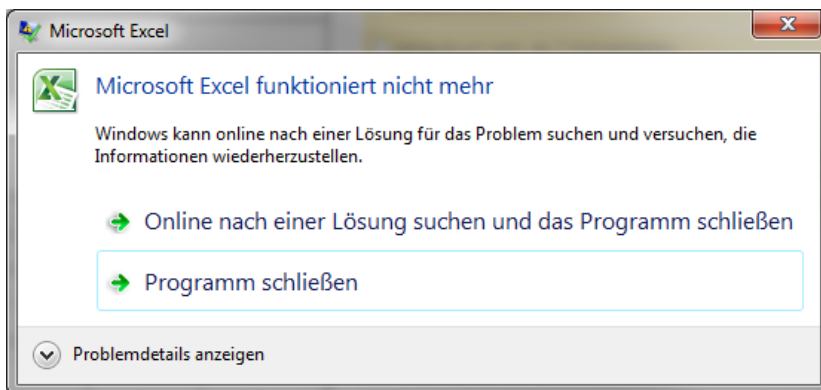 Microsoft Excel
Microsoft Excel funktioniert nicht mehr
Windows kann online nach einer Lösung für das Problem suchen und versuchen, die
Informationen wiederherzustellen.
Online nach einer Lösung suchen und das Programm schließen
Programm schließen
Problemdetails anzeigen